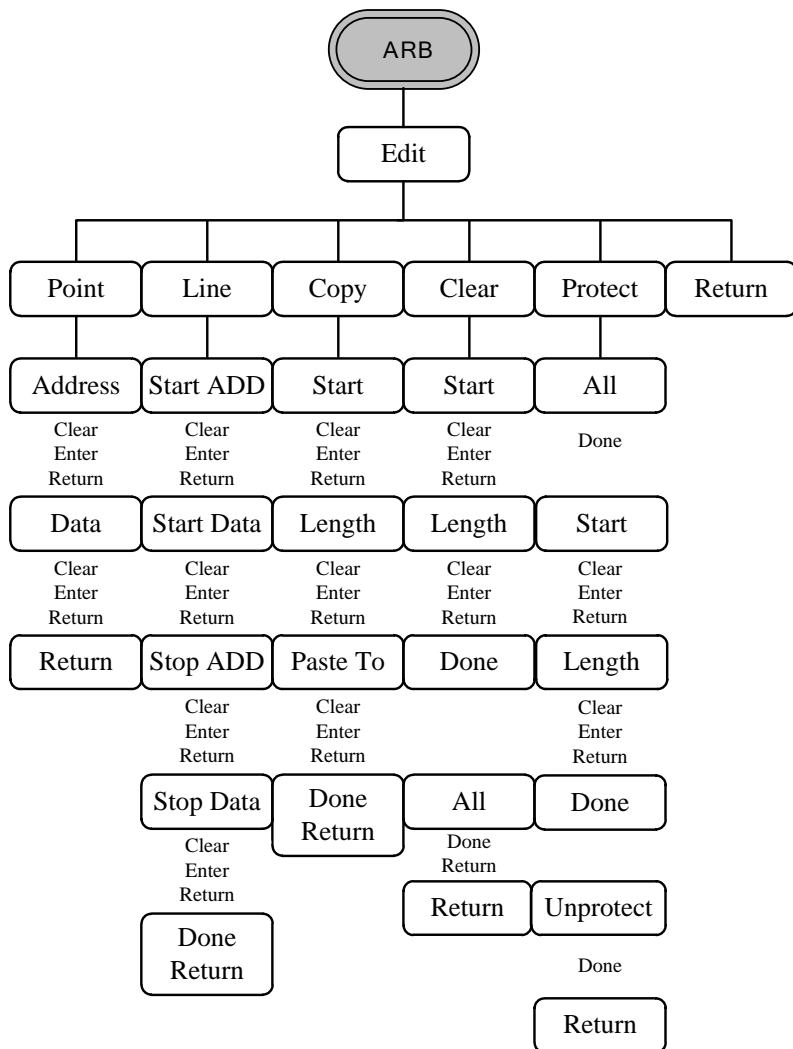 ARB
Edit
Point Line Copy Clear Protect Return
Address Start ADD Start Start All
Clear Clear Clear Clear
Enter Enter Enter Enter Done
Return Return Return Return
Data Start Data Length Length Start
Clear Clear Clear Clear Clear
Enter Enter Enter Enter Enter
Return Return Return Return Return
Return Stop ADD Paste To Done Length
Clear Clear Clear
Enter Enter Enter
Return Return Return
Stop Data Done All Done
Return
Clear Done
Enter Return
Return
Return Unprotect
Done
Return
Done
Return